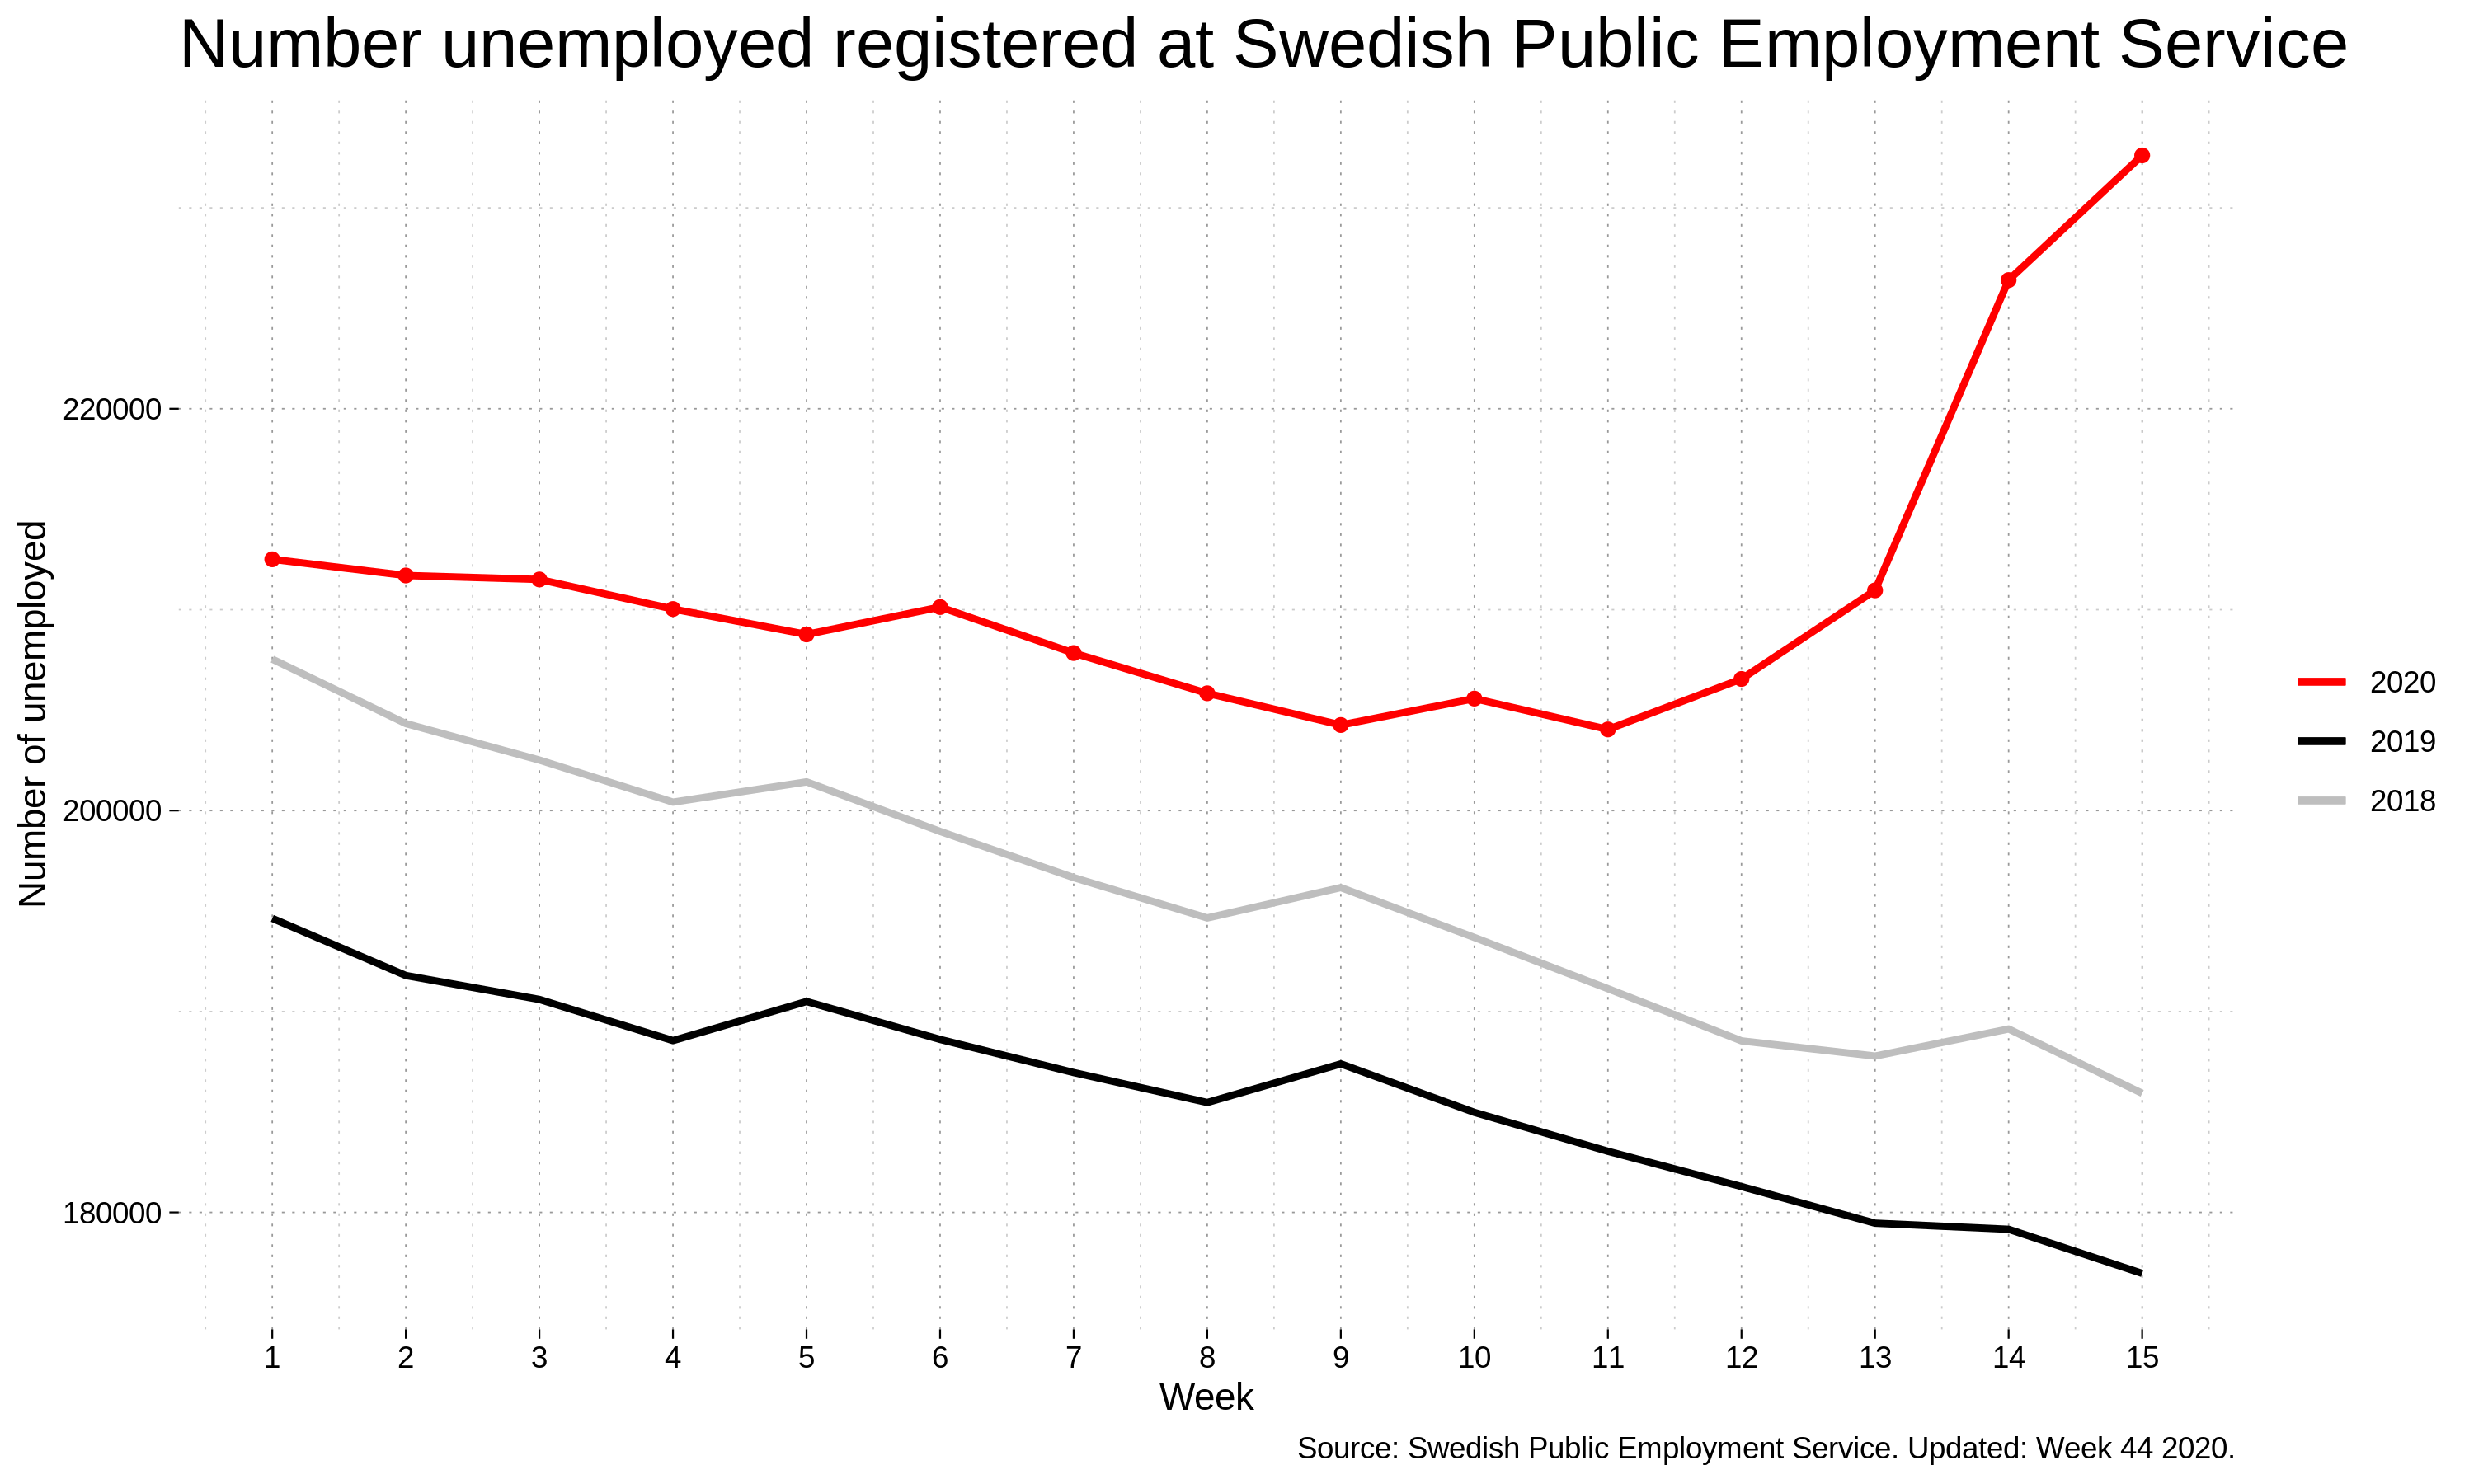 Number unemployed registered at Swedish Public Employment Service
Number of unemployed
220000
200000
180000
1 2 3 4 5 6 7 8 9 10 11 12 13 14 15
Week
2020
2019
2018
Source: Swedish Public Employment Service. Updated: Week 44 2020.